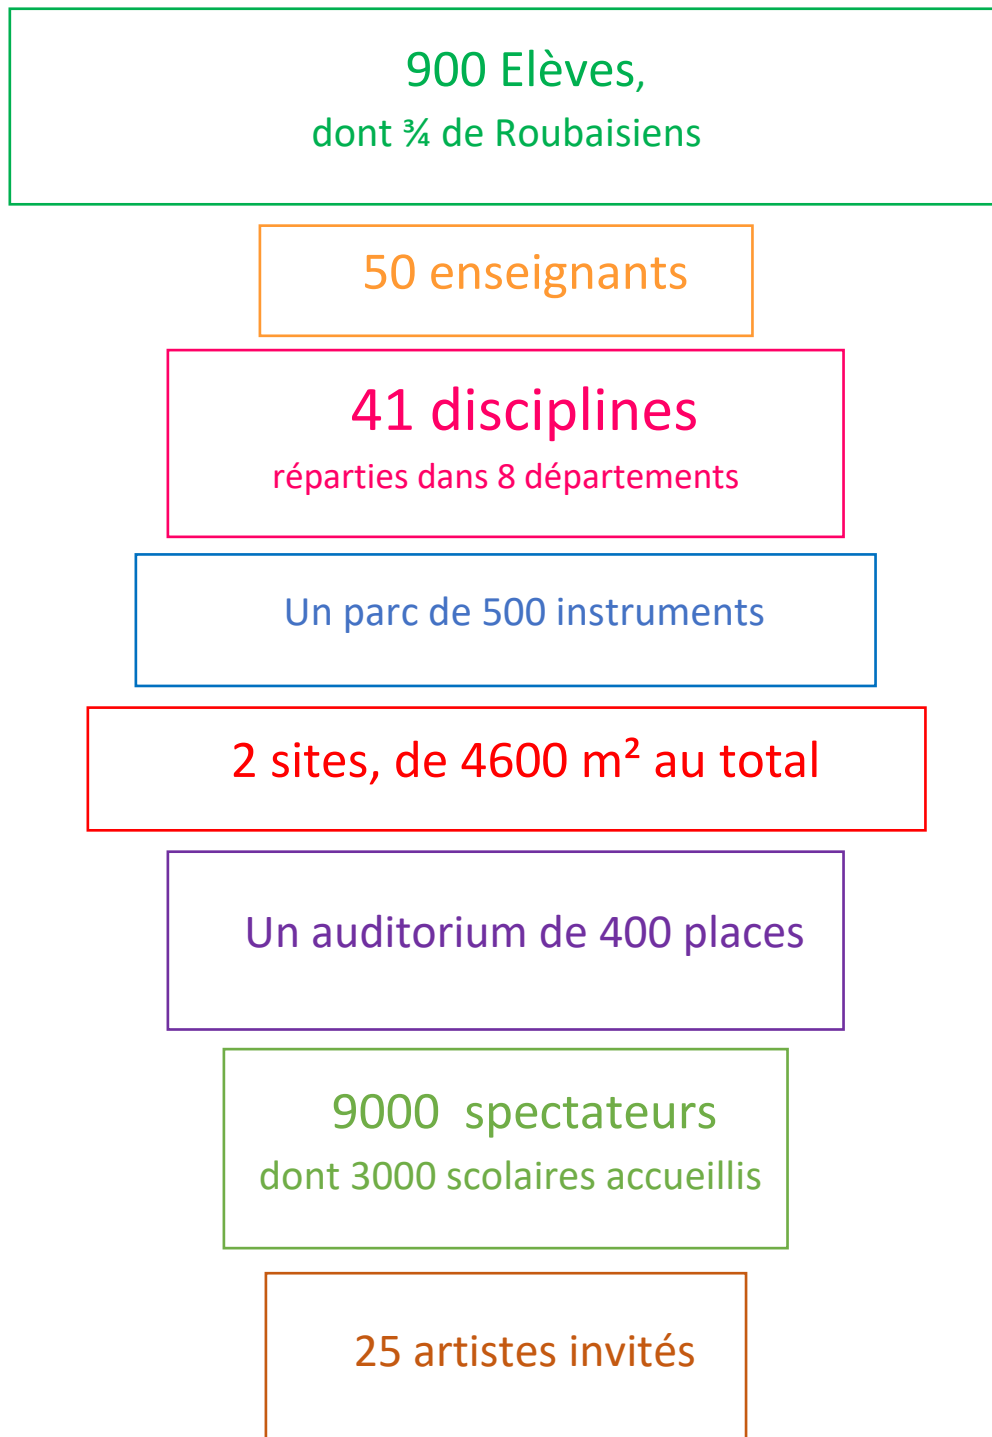 900 Elèves,
dont ¾ de Roubaisiens
50 enseignants
41 disciplines
réparties dans 8 départements
Un parc de 500 instruments
2 sites, de 4600 m² au total
Un auditorium de 400 places
9000  spectateurs
dont 3000 scolaires accueillis
25 artistes invités